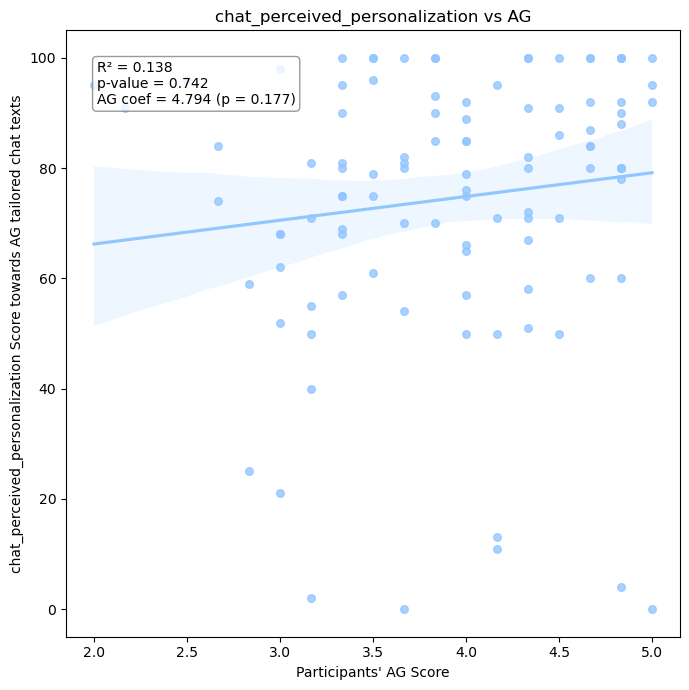 chat_perceived_personalization vs AG
R² = 0.138
p-value = 0.742
AG coef = 4.794 (p = 0.177)
chat_perceived_personalization Score towards AG tailored chat texts
100
80
60
40
20
0
2.0 2.5 3.0 3.5 4.0 4.5 5.0
Participants' AG Score